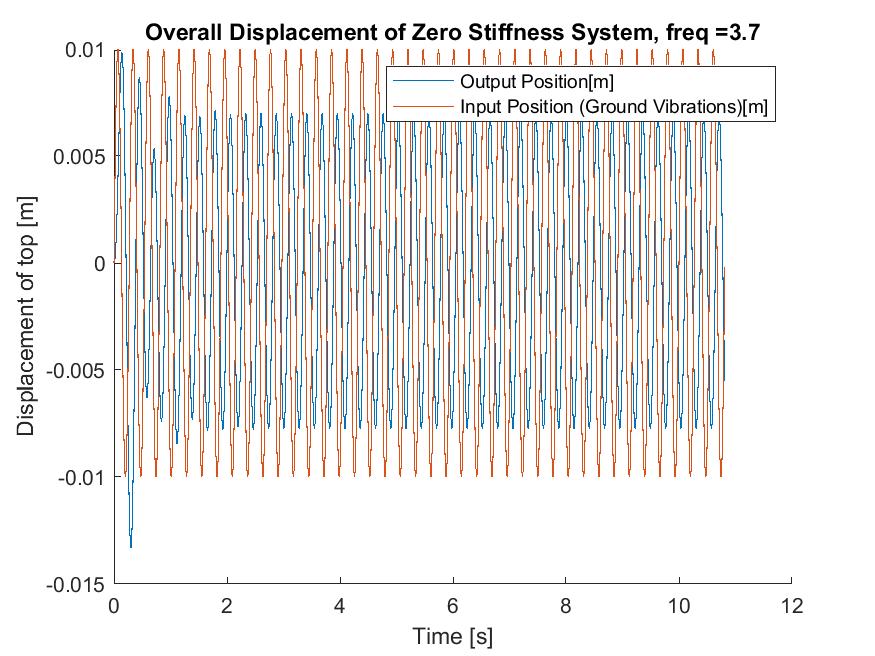 Overall Displacement of Zero Stiffness System, freq =3.7
0.01
Output Position[m]
Input Position (Ground Vibrations)[m]
0.005
Displacement of top [m]
0
-0.005
-0.01
-0.015
0 2 4 6 8 10 12
Time [s]